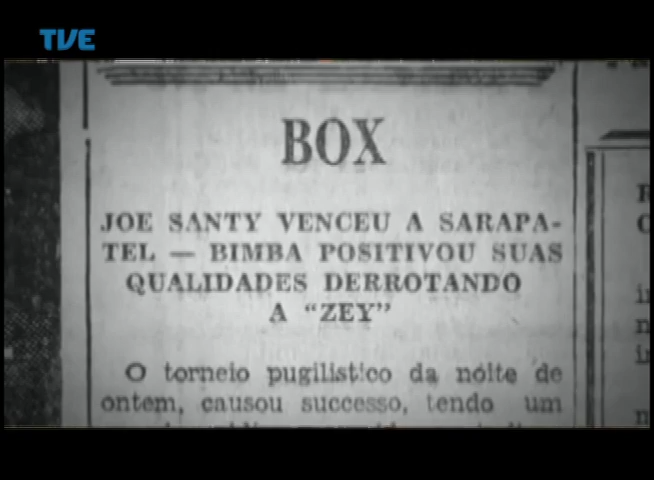 TVE
BOX
JOE SANTY VENCEU A SARAPA-
TEL — BIMBA POSITIVOU SUAS
QUALIDADES DERROTANDO
A "ZEY"
O torneio pugilistico da noite de
ontem, causou successo, tendo um